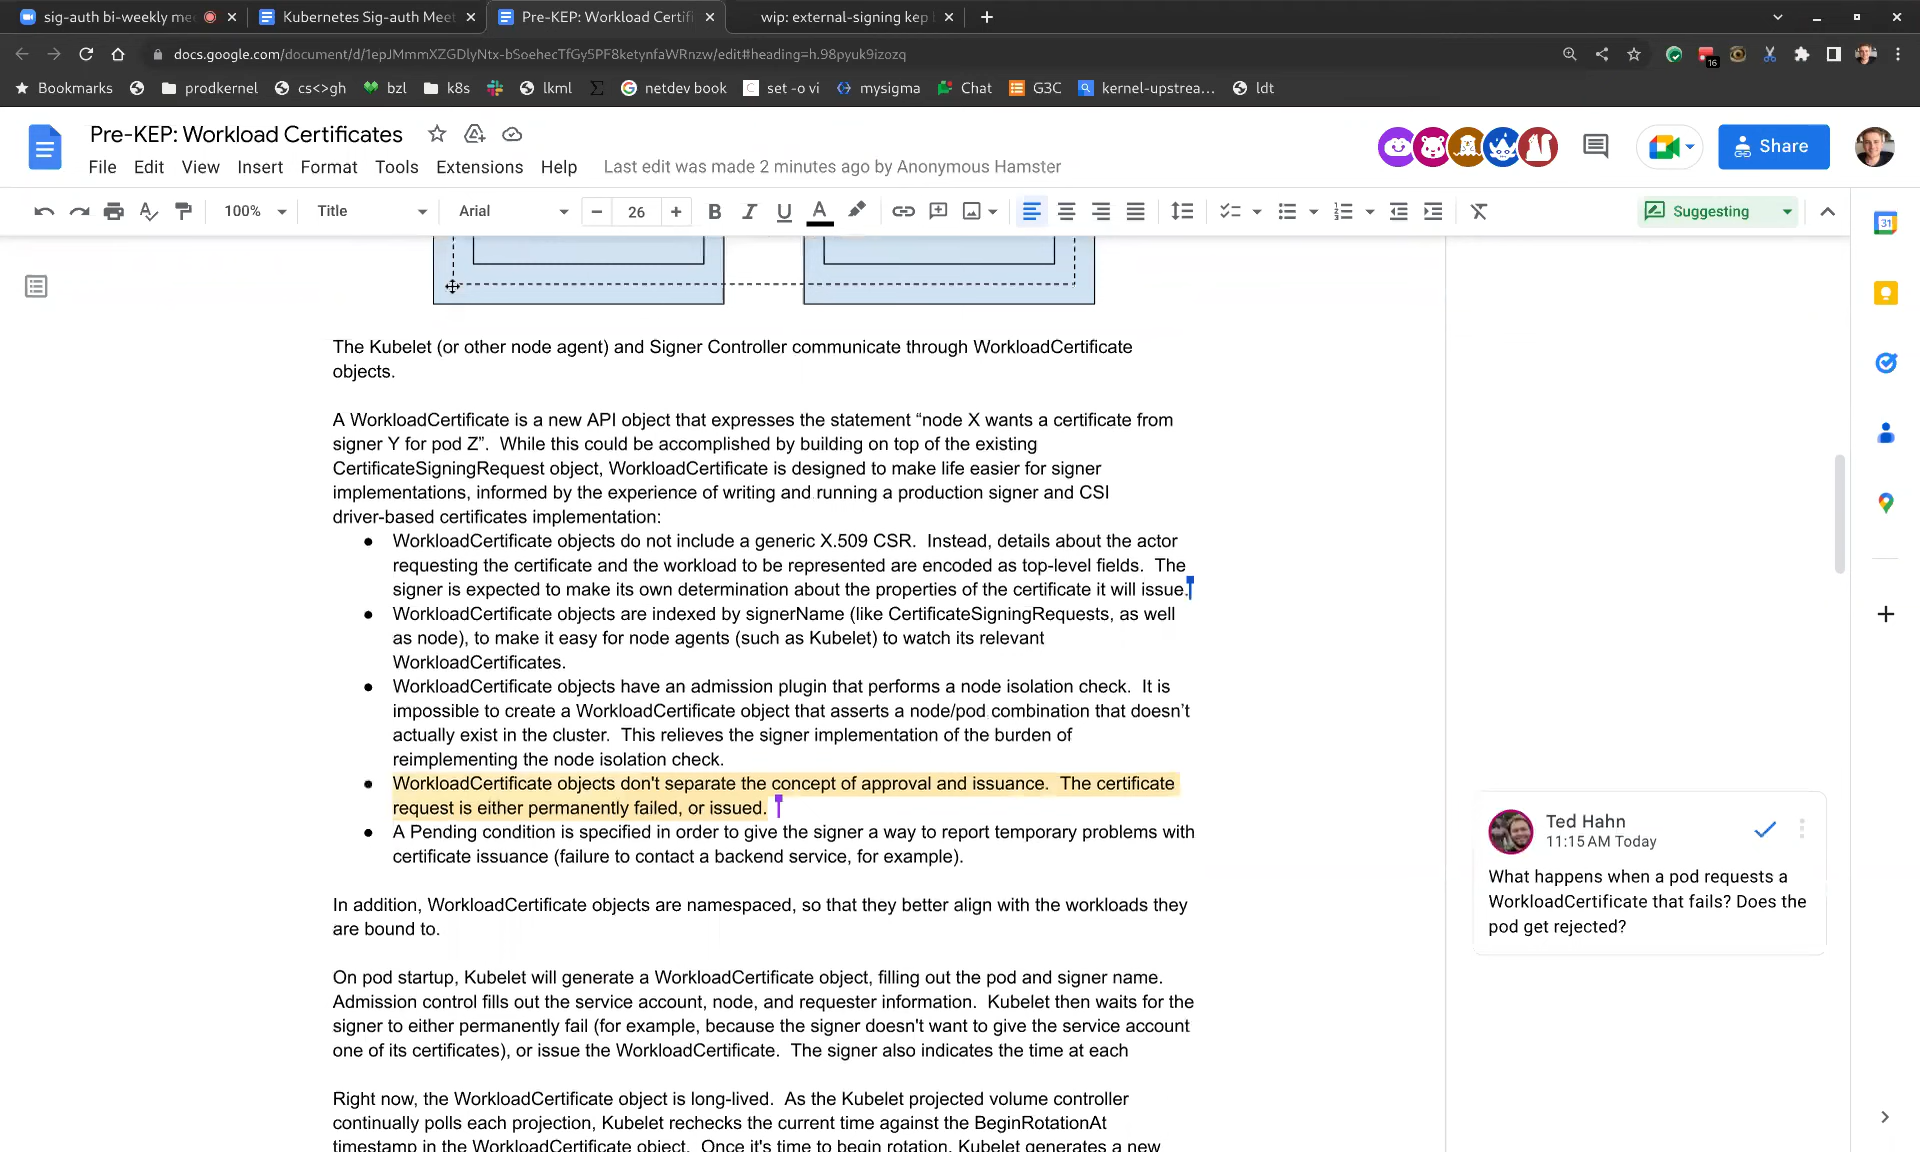 sig-auth bi-weekly me
Kubernetes Sig-auth Meet
Pre-KEP: Workload Certifi
wip: external-signing kep
docs.google.com/document/d/1epJMmmXZGDlyNtx-bSoehecTfGy5PF8ketynfaWRnzw/edit#heading=h.98pyuk9izozq
16
Bookmarks
prodkernel
cs<>gh
bzl
k8s
lkml
netdev book
set -o vi
mysigma
Chat
G3C
kernel-upstrea...
ldt
Pre-KEP: Workload Certificates
Share
File Edit View Insert Format Tools Extensions Help
Last edit was made 2 minutes ago by Anonymous Hamster
100% Title Arial 26 B I U A
Suggesting
31
The Kubelet (or other node agent) and Signer Controller communicate through WorkloadCertificate
objects.
A WorkloadCertificate is a new API object that expresses the statement “node X wants a certificate from
signer Y for pod Z”. While this could be accomplished by building on top of the existing
CertificateSigningRequest object, WorkloadCertificate is designed to make life easier for signer
implementations, informed by the experience of writing and running a production signer and CSI
driver-based certificates implementation:
● WorkloadCertificate objects do not include a generic X.509 CSR. Instead, details about the actor
requesting the certificate and the workload to be represented are encoded as top-level fields. The
signer is expected to make its own determination about the properties of the certificate it will issue.
● WorkloadCertificate objects are indexed by signerName (like CertificateSigningRequests, as well
as node), to make it easy for node agents (such as Kubelet) to watch its relevant
WorkloadCertificates.
● WorkloadCertificate objects have an admission plugin that performs a node isolation check. It is
impossible to create a WorkloadCertificate object that asserts a node/pod combination that doesn’t
actually exist in the cluster. This relieves the signer implementation of the burden of
reimplementing the node isolation check.
● WorkloadCertificate objects don't separate the concept of approval and issuance. The certificate
request is either permanently failed, or issued.
● A Pending condition is specified in order to give the signer a way to report temporary problems with
certificate issuance (failure to contact a backend service, for example).
In addition, WorkloadCertificate objects are namespaced, so that they better align with the workloads they
are bound to.
On pod startup, Kubelet will generate a WorkloadCertificate object, filling out the pod and signer name.
Admission control fills out the service account, node, and requester information. Kubelet then waits for the
signer to either permanently fail (for example, because the signer doesn't want to give the service account
one of its certificates), or issue the WorkloadCertificate. The signer also indicates the time at each
Right now, the WorkloadCertificate object is long-lived. As the Kubelet projected volume controller
continually polls each projection, Kubelet rechecks the current time against the BeginRotationAt
timestamp in the WorkloadCertificate object. Once it's time to begin rotation, Kubelet generates a new
Ted Hahn
11:15 AM Today
What happens when a pod requests a
WorkloadCertificate that fails? Does the
pod get rejected?